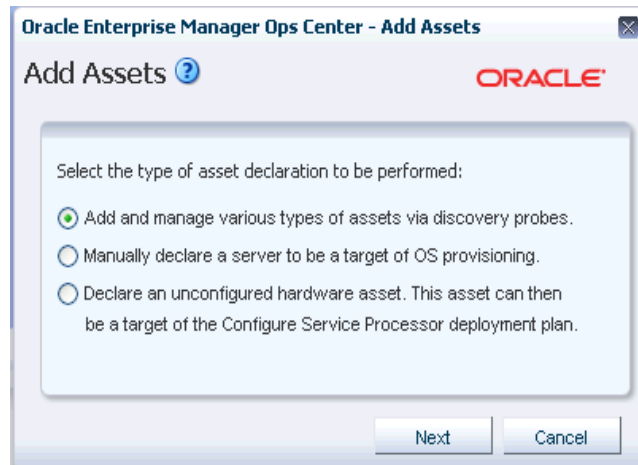 Oracle Enterprise Manager Ops Center - Add Assets
Add Assets ?
ORACLE
Select the type of asset declaration to be performed:
Add and manage various types of assets via discovery probes.
Manually declare a server to be a target of OS provisioning.
Declare an unconfigured hardware asset. This asset can then
be a target of the Configure Service Processor deployment plan.
Next Cancel